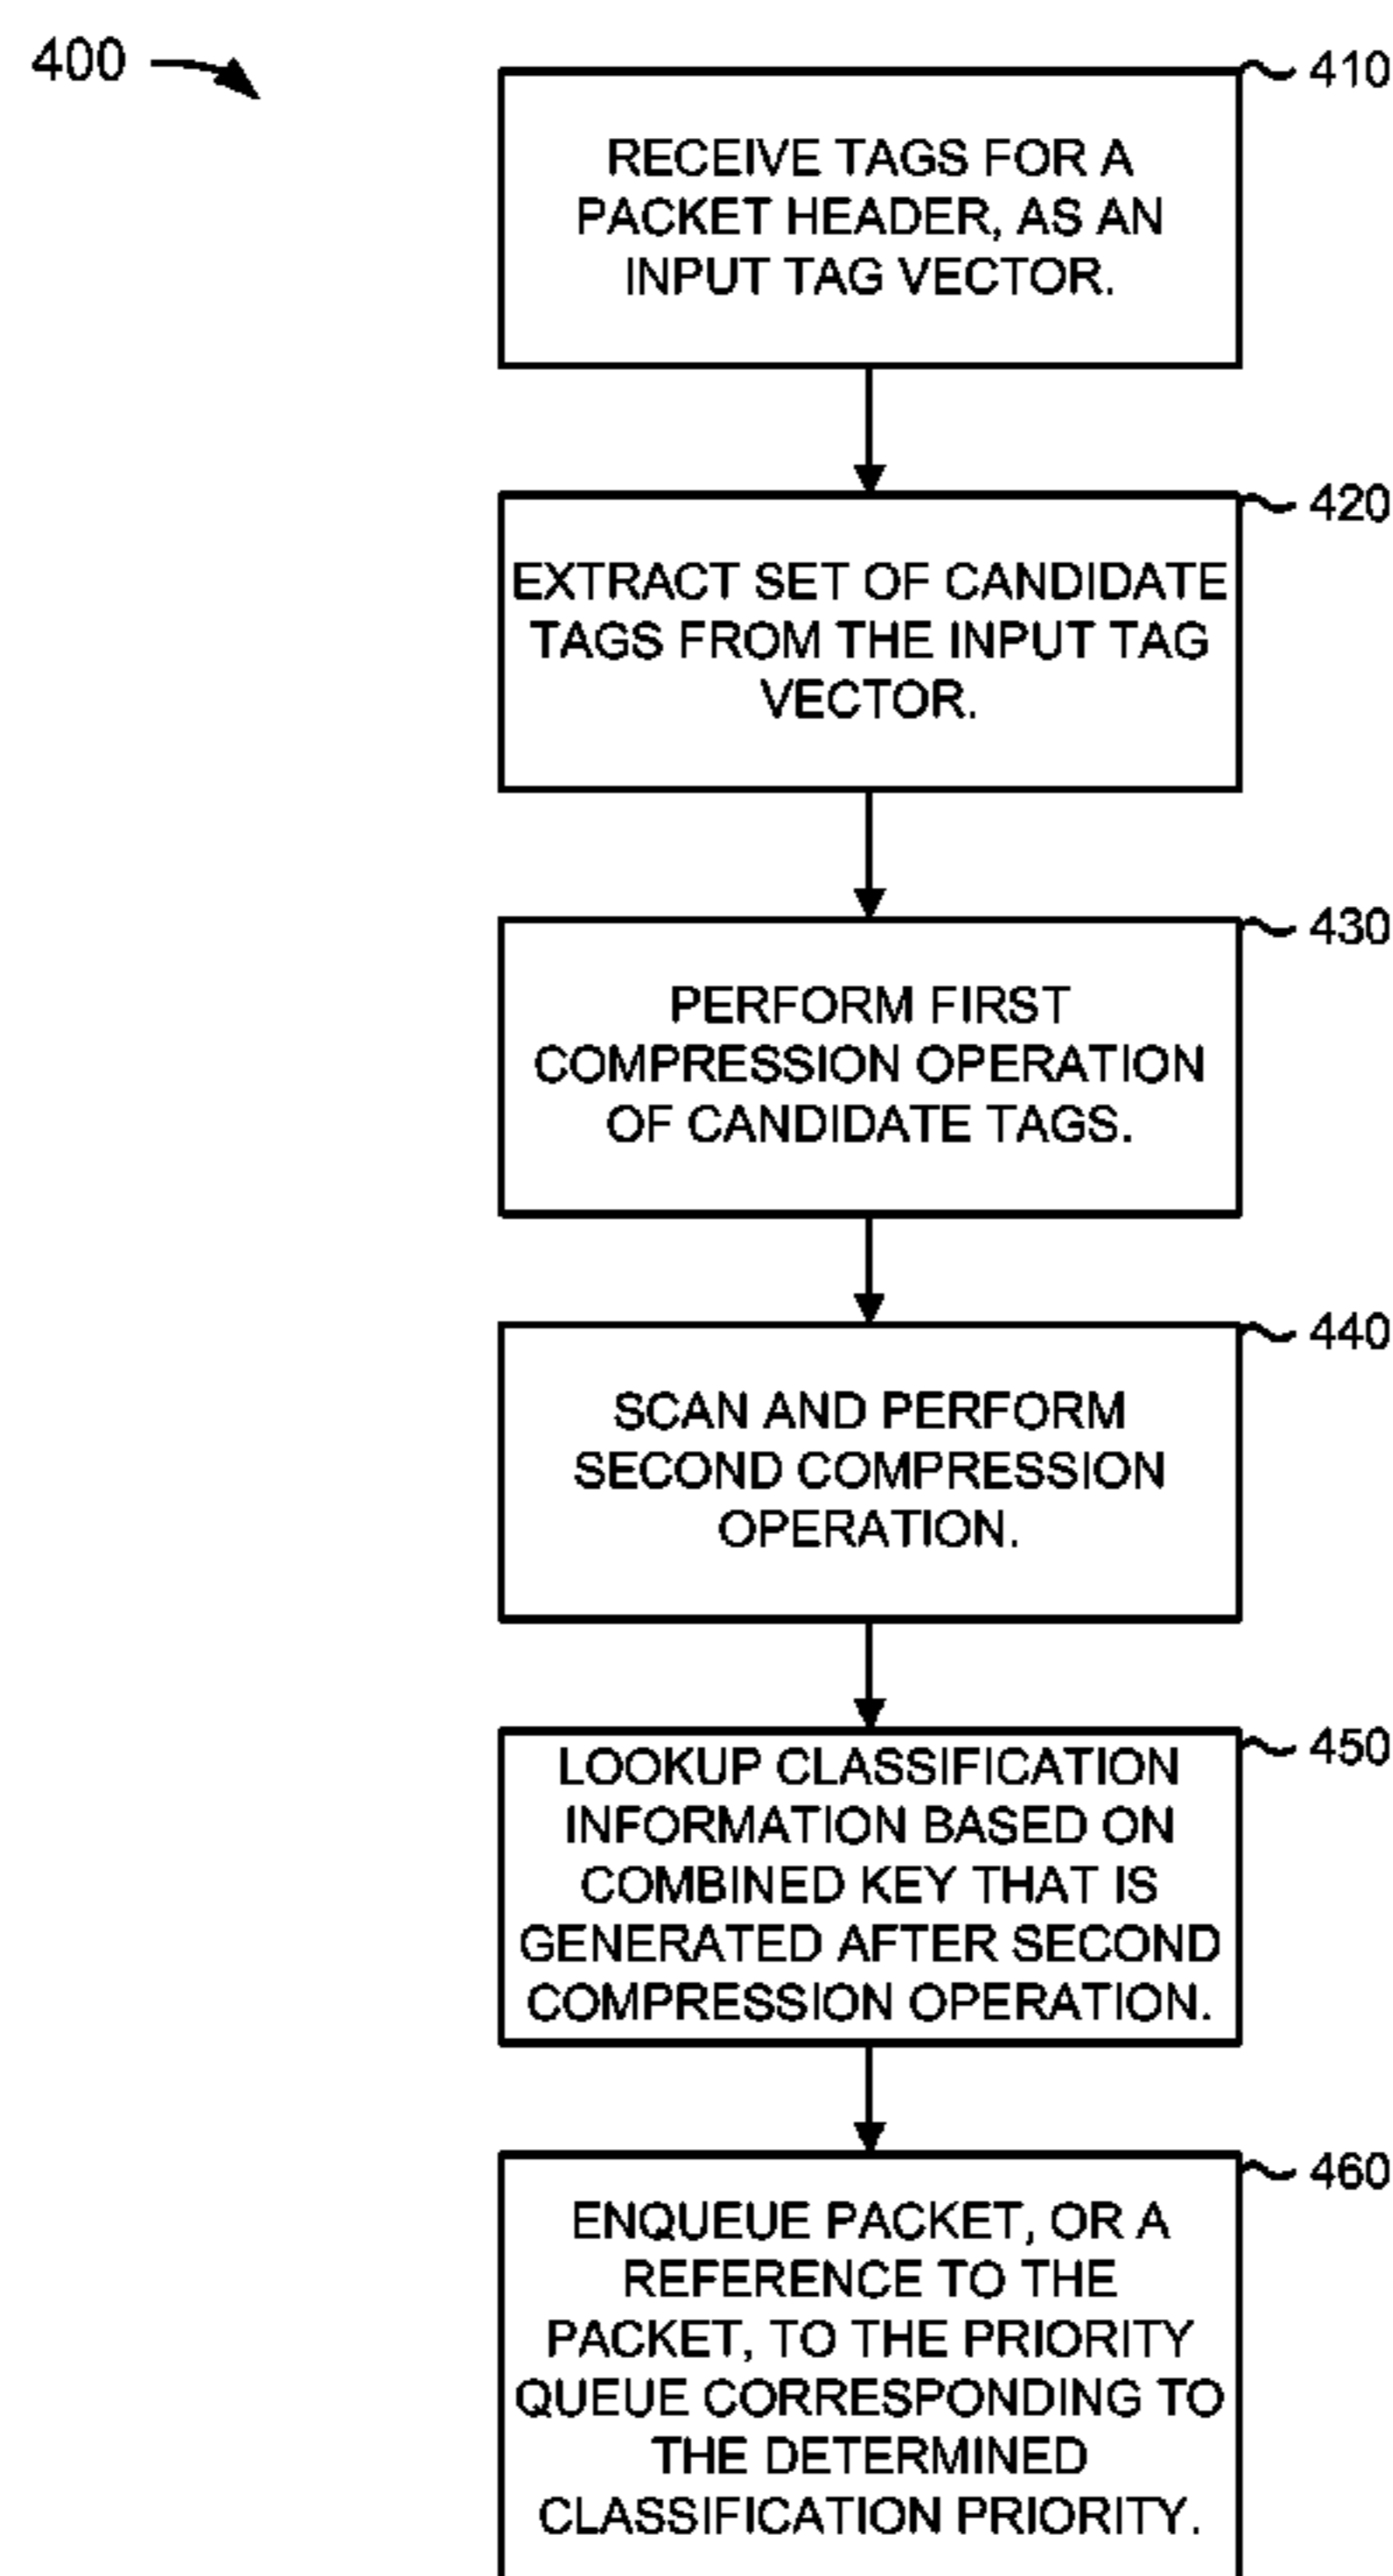 400
410
RECEIVE TAGS FOR A
PACKET HEADER, AS AN
INPUT TAG VECTOR.
420
EXTRACT SET OF CANDIDATE
TAGS FROM THE INPUT TAG
VECTOR.
430
PERFORM FIRST
COMPRESSION OPERATION
OF CANDIDATE TAGS.
440
SCAN AND PERFORM
SECOND COMPRESSION
OPERATION.
450
LOOKUP CLASSIFICATION
INFORMATION BASED ON
COMBINED KEY THAT IS
GENERATED AFTER SECOND
COMPRESSION OPERATION.
460
ENQUEUE PACKET, OR A
REFERENCE TO THE
PACKET, TO THE PRIORITY
QUEUE CORRESPONDING TO
THE DETERMINED
CLASSIFICATION PRIORITY.